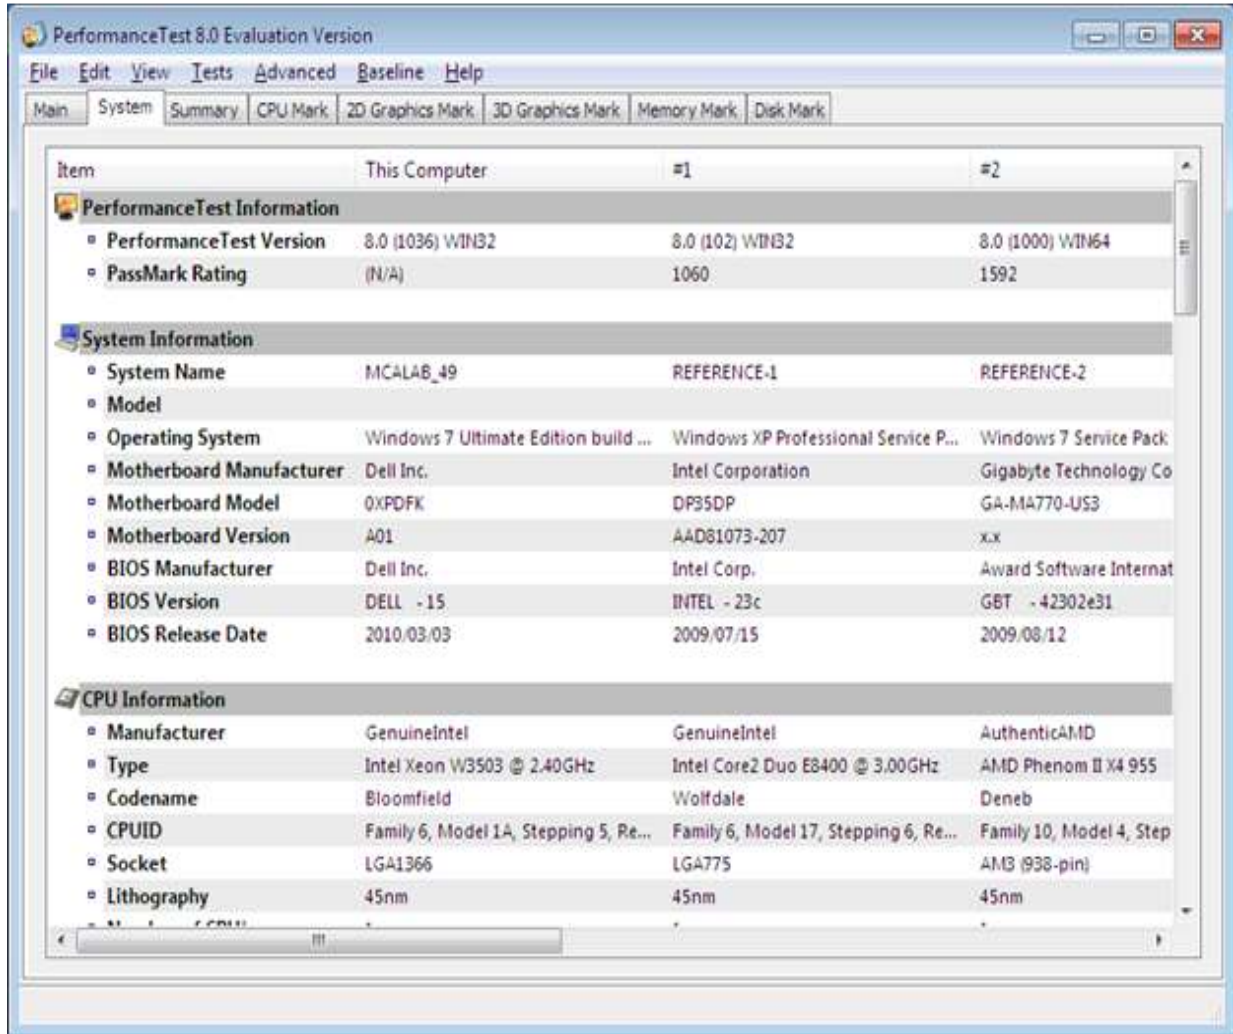 PerformanceTest 8.0 Evaluation Version
File Edit View Tests Advanced Baseline Help
Main System Summary CPU Mark 2D Graphics Mark 3D Graphics Mark Memory Mark Disk Mark
Item This Computer #1 #2
PerformanceTest Information
PerformanceTest Version 8.0 (1036) WIN32 8.0 (102) WIN32 8.0 (1000) WIN64
PassMark Rating (N/A) 1060 1592
System Information
System Name MCALAB_49 REFERENCE-1 REFERENCE-2
Model
Operating System Windows 7 Ultimate Edition build ... Windows XP Professional Service P... Windows 7 Service Pack
Motherboard Manufacturer Dell Inc. Intel Corporation Gigabyte Technology Co
Motherboard Model 0XPDFK DP35DP GA-MA770-US3
Motherboard Version A01 AAD81073-207 x.x
BIOS Manufacturer Dell Inc. Intel Corp. Award Software Internat
BIOS Version DELL - 15 INTEL - 23c GBT - 42302e31
BIOS Release Date 2010/03/03 2009/07/15 2009/08/12
CPU Information
Manufacturer GenuineIntel GenuineIntel AuthenticAMD
Type Intel Xeon W3503 @ 2.40GHz Intel Core2 Duo E8400 @ 3.00GHz AMD Phenom II X4 955
Codename Bloomfield Wolfdale Deneb
CPUID Family 6, Model 1A, Stepping 5, Re... Family 6, Model 17, Stepping 6, Re... Family 10, Model 4, Step
Socket LGA1366 LGA775 AM3 (938-pin)
Lithography 45nm 45nm 45nm